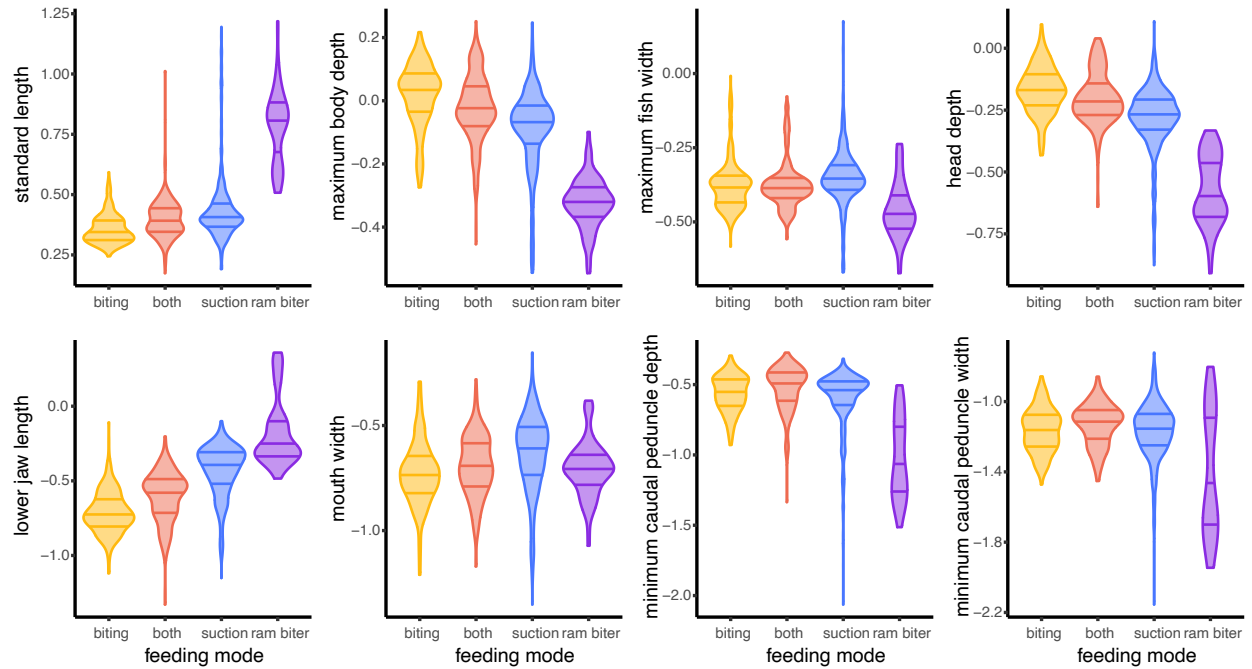 standard length
1.25
1.00
0.75
0.50
0.25
biting both suction ram biter
maximum body depth
0.2
0.0
−0.2
−0.4
biting both suction ram biter
maximum fish width
0.00
−0.25
−0.50
biting both suction ram biter
head depth
0.00
−0.25
−0.50
−0.75
biting both suction ram biter
lower jaw length
0.0
−0.5
−1.0
biting both suction ram biter
feeding mode
mouth width
−0.5
−1.0
biting both suction ram biter
feeding mode
minimum caudal peduncle depth
−0.5
−1.0
−1.5
−2.0
biting both suction ram biter
feeding mode
minimum caudal peduncle width
−1.0
−1.4
−1.8
−2.2
biting both suction ram biter
feeding mode